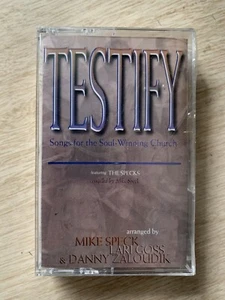 TESTIFY
Songs for the Soul-Winning Church
featuring THE SPECKS
arranged by
MIKE SPECK
LARI GOSS
& DANNY ZALOUDIK